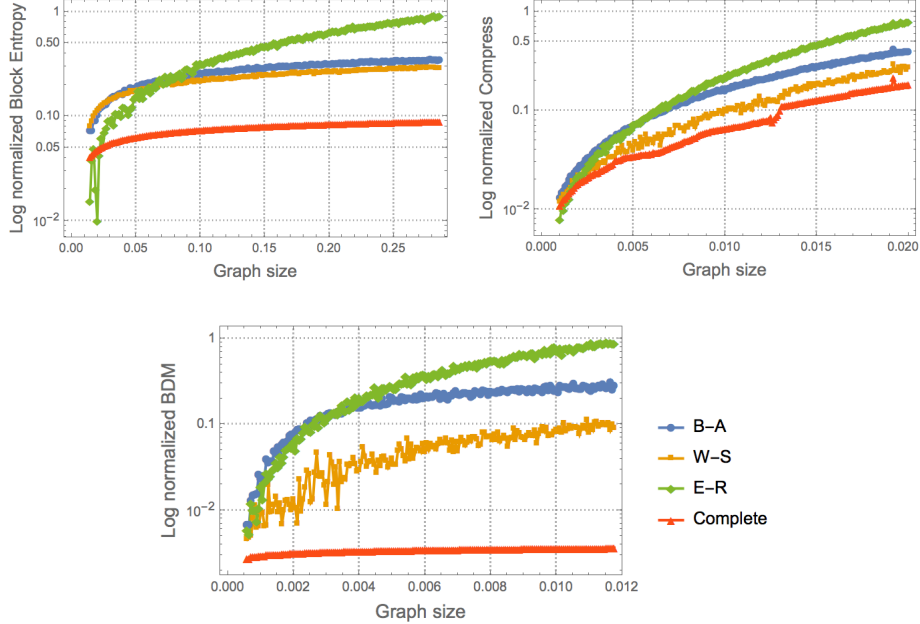 Log normalized Block Entropy
1
0.50
0.10
0.05
10⁻²
0.00 0.05 0.10 0.15 0.20 0.25
Graph size
Log normalized Compress
1
0.5
0.1
10⁻²
0.000 0.005 0.010 0.015 0.020
Graph size
Log normalized BDM
1
0.1
10⁻²
0.000 0.002 0.004 0.006 0.008 0.010 0.012
Graph size
B–A
W–S
E–R
Complete